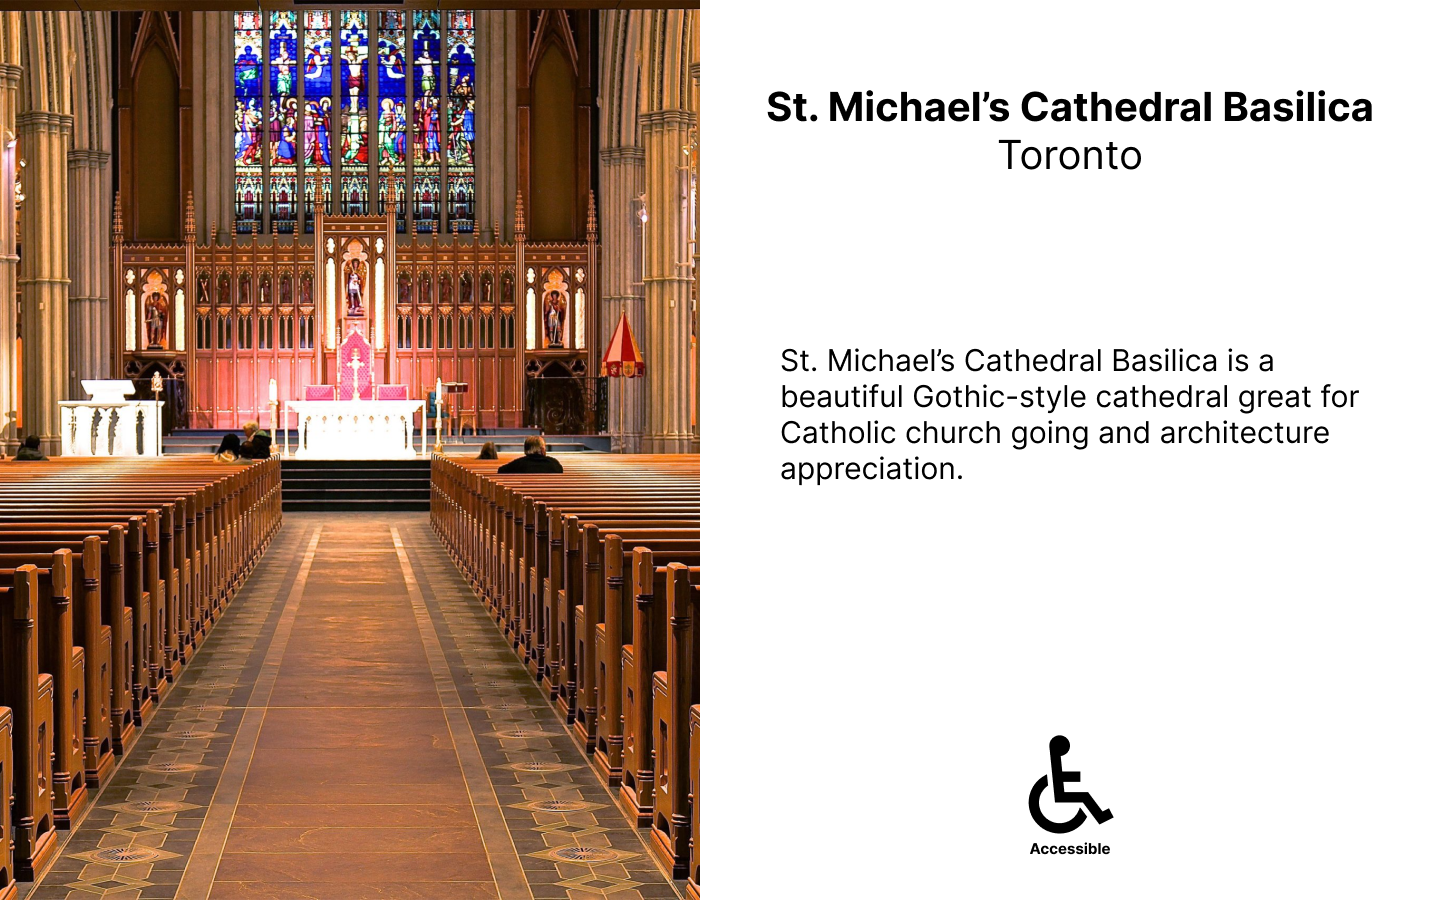 St. Michael’s Cathedral Basilica
Toronto
St. Michael’s Cathedral Basilica is a
beautiful Gothic-style cathedral great for
Catholic church going and architecture
appreciation.
Accessible